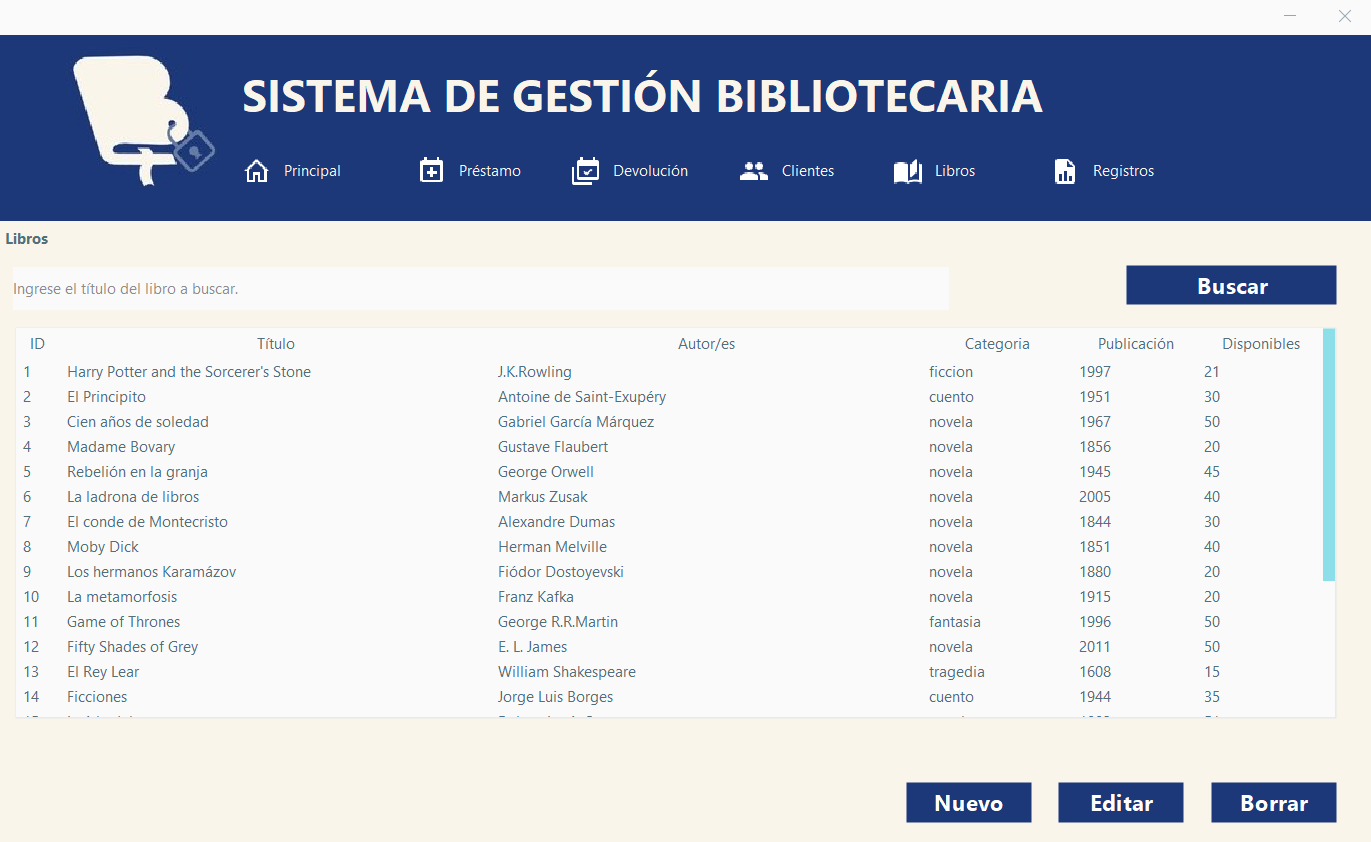 SISTEMA DE GESTIÓN BIBLIOTECARIA
Principal Préstamo Devolución Clientes Libros Registros
Libros
Ingrese el título del libro a buscar. Buscar
ID Título Autor/es Categoria Publicación Disponibles
1 Harry Potter and the Sorcerer's Stone J.K.Rowling ficcion 1997 21
2 El Principito Antoine de Saint-Exupéry cuento 1951 30
3 Cien años de soledad Gabriel García Márquez novela 1967 50
4 Madame Bovary Gustave Flaubert novela 1856 20
5 Rebelión en la granja George Orwell novela 1945 45
6 La ladrona de libros Markus Zusak novela 2005 40
7 El conde de Montecristo Alexandre Dumas novela 1844 30
8 Moby Dick Herman Melville novela 1851 40
9 Los hermanos Karamázov Fiódor Dostoyevski novela 1880 20
10 La metamorfosis Franz Kafka novela 1915 20
11 Game of Thrones George R.R.Martin fantasia 1996 50
12 Fifty Shades of Grey E. L. James novela 2011 50
13 El Rey Lear William Shakespeare tragedia 1608 15
14 Ficciones Jorge Luis Borges cuento 1944 35
Nuevo Editar Borrar